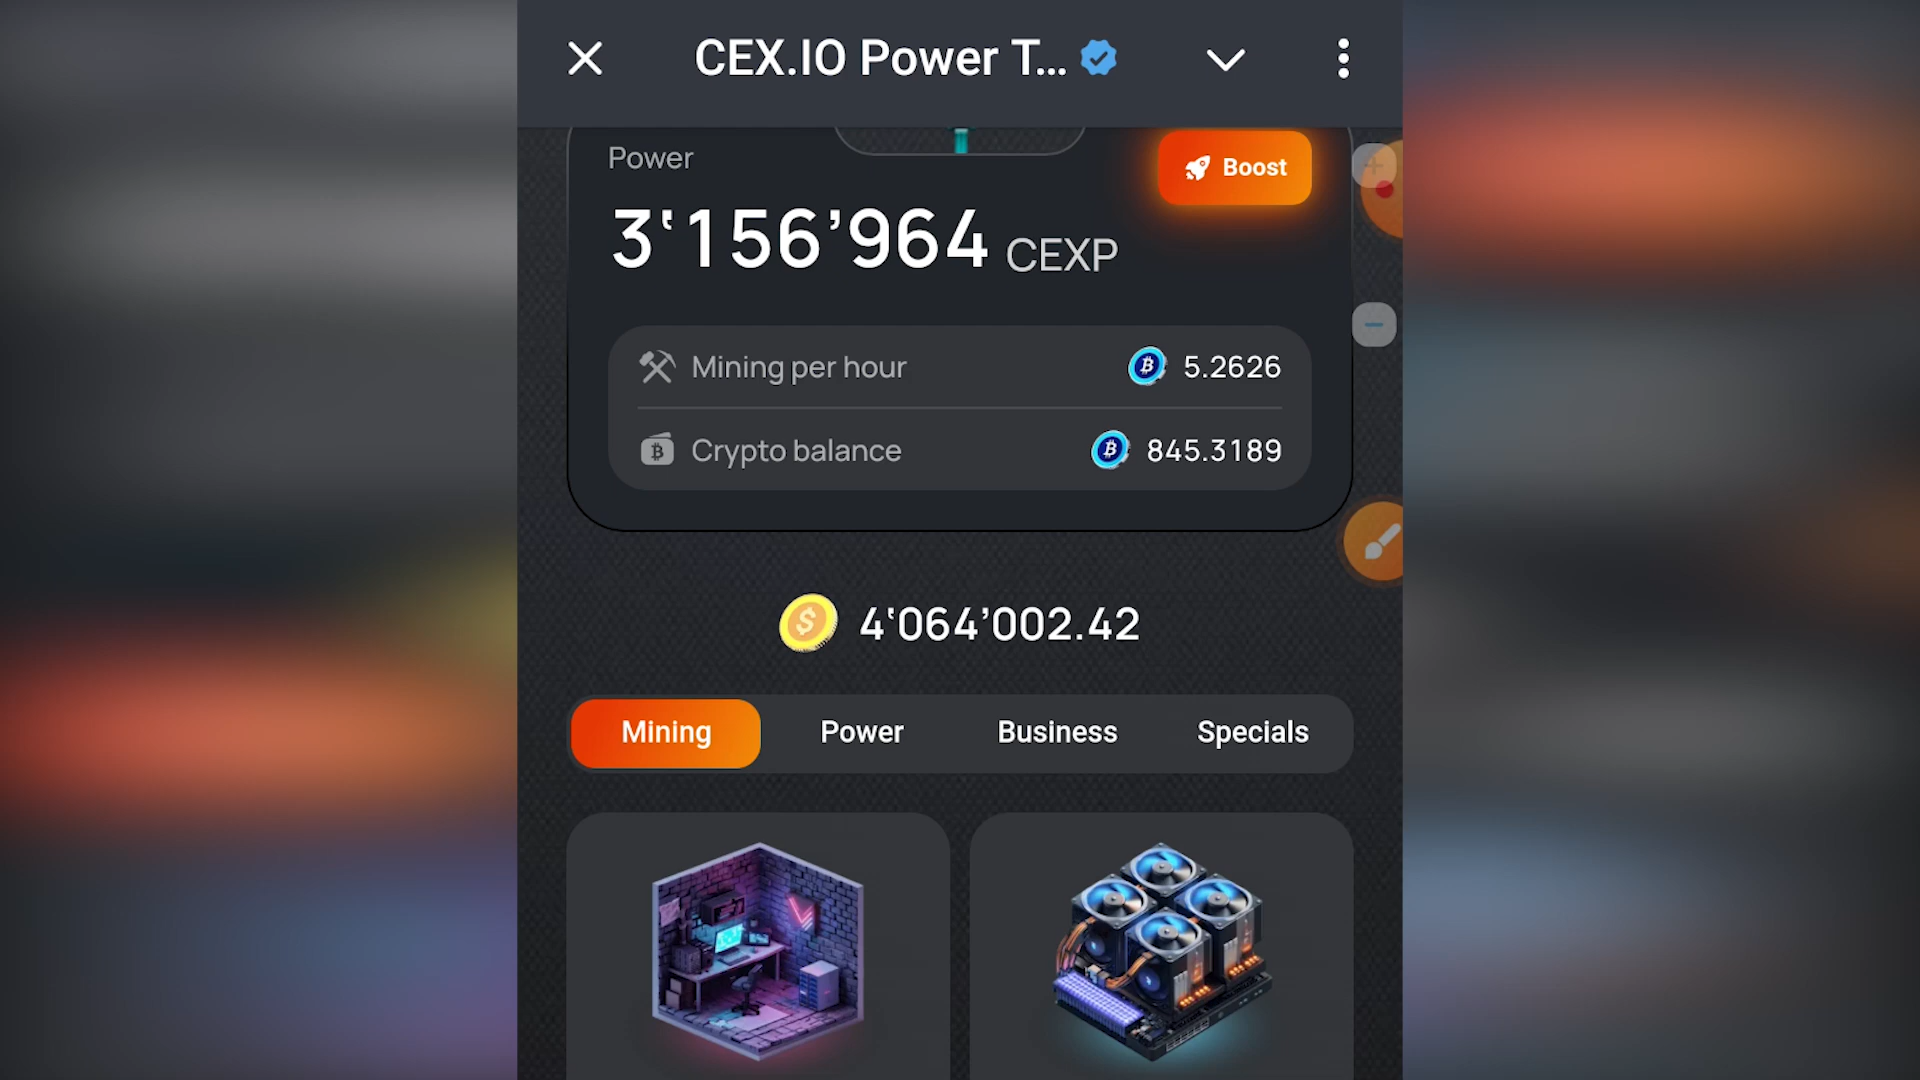 CEX.IO Power T...
Power
Boost
3‘156’964 CEXP
Mining per hour
5.2626
Crypto balance
845.3189
4‘064’002.42
Mining
Power
Business
Specials